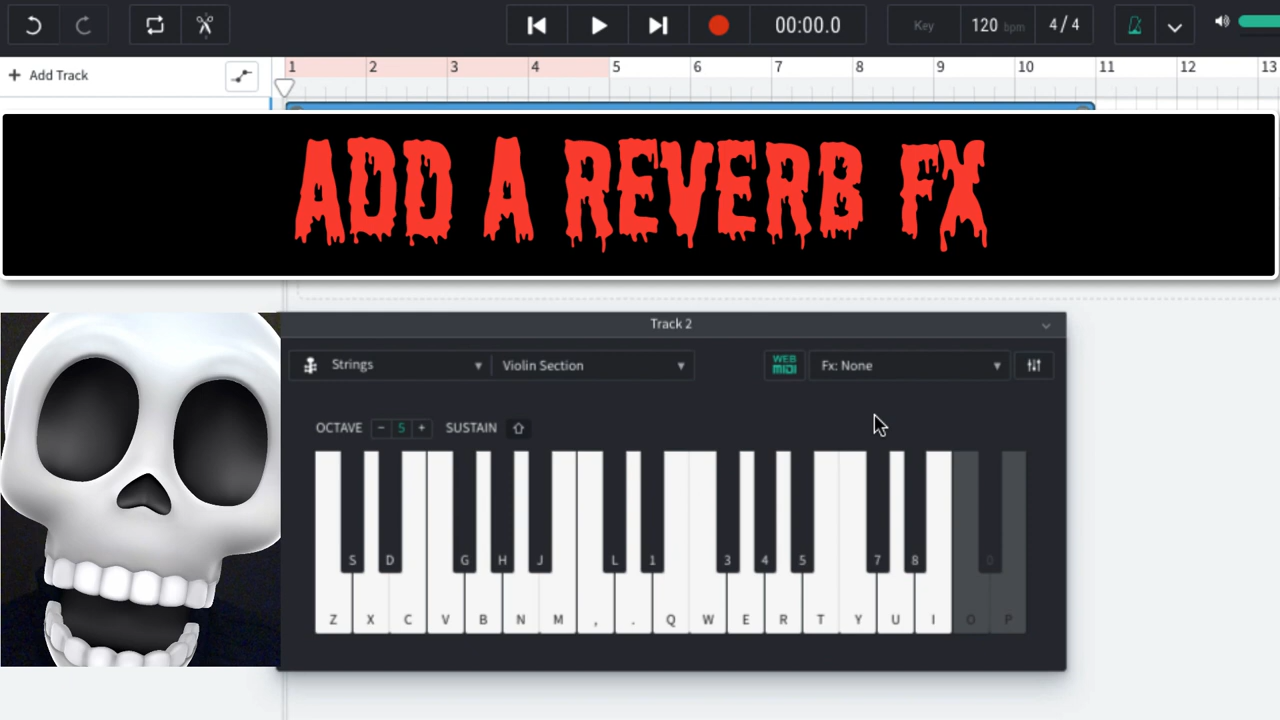 00:00.0 Key 120 bpm 4/4
+ Add Track 1 2 3 4 5 6 7 8 9 10 11 12 13
ADD A REVERB FX
Track 2
Strings Violin Section WEB MIDI Fx: None
OCTAVE − 5 + SUSTAIN
S D G H J L 1 3 4 5 7 8 0
Z X C V B N M , . Q W E R T Y U I O P